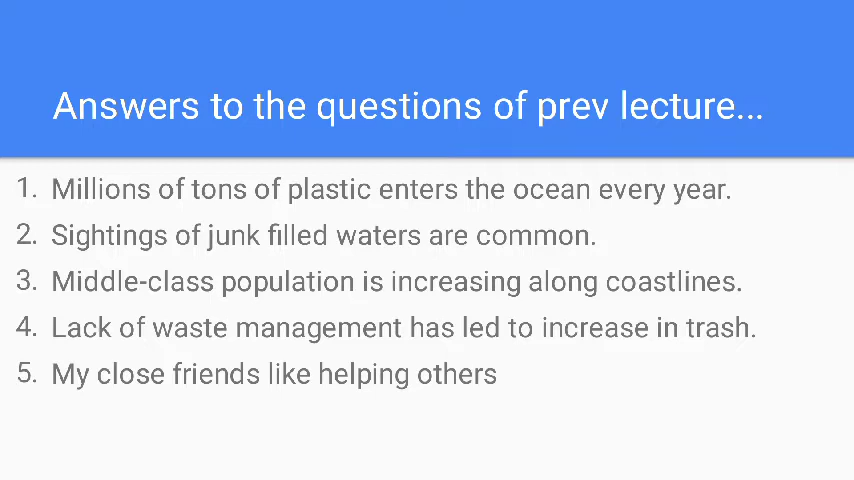 Answers to the questions of prev lecture...
1. Millions of tons of plastic enters the ocean every year.
2. Sightings of junk filled waters are common.
3. Middle-class population is increasing along coastlines.
4. Lack of waste management has led to increase in trash.
5. My close friends like helping others